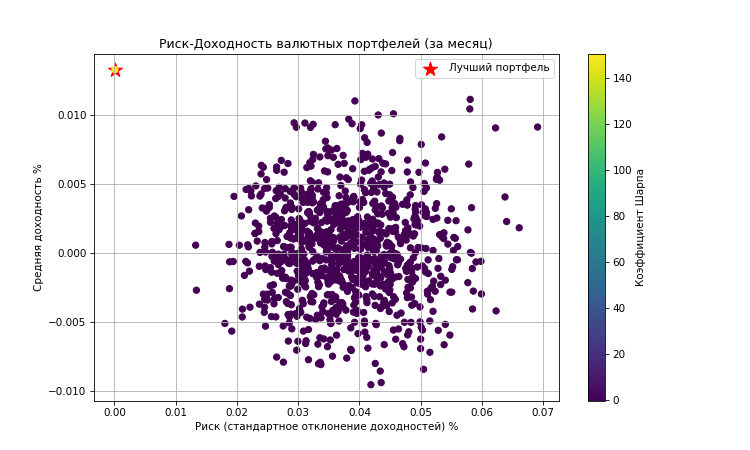 Риск-Доходность валютных портфелей (за месяц)
Лучший портфель
Средняя доходность %
0.010
0.005
0.000
−0.005
−0.010
0.00 0.01 0.02 0.03 0.04 0.05 0.06 0.07
Риск (стандартное отклонение доходностей) %
140
120
100
80
60
40
20
0
Коэффициент Шарпа